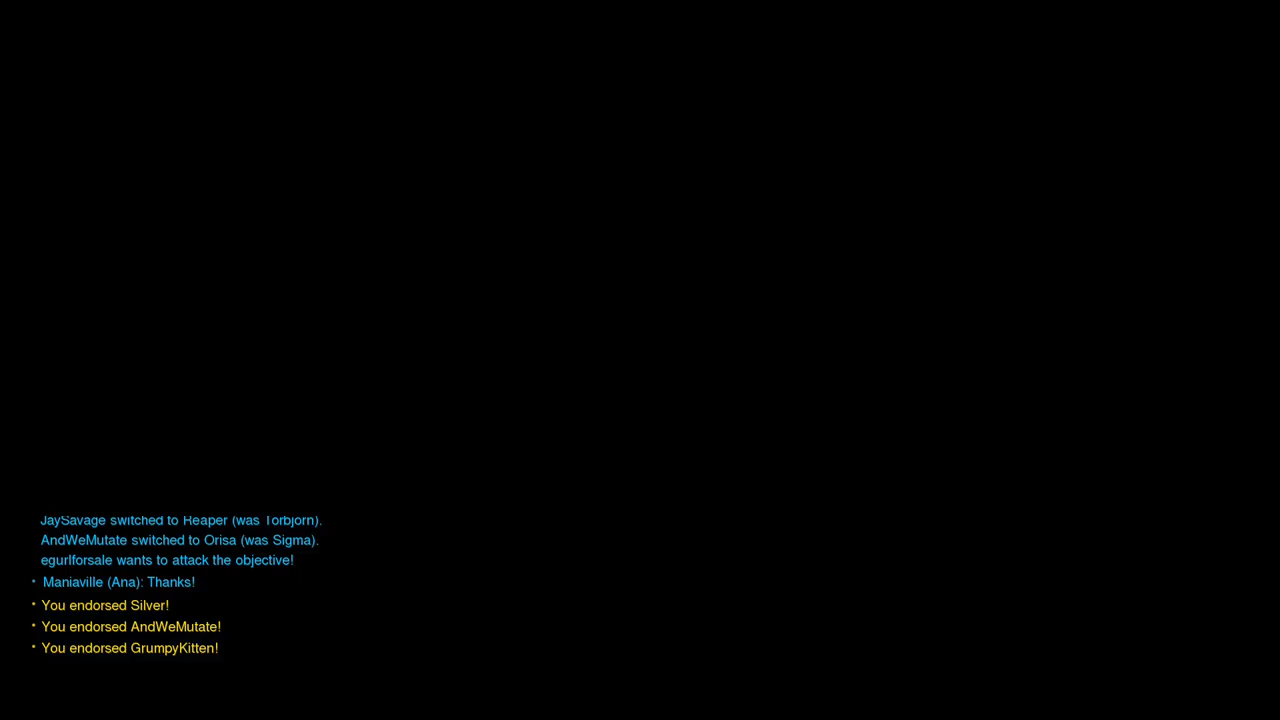 JaySavage switched to Reaper (was Torbjörn).
AndWeMutate switched to Orisa (was Sigma).
egurlforsale wants to attack the objective!
• Maniaville (Ana): Thanks!
• You endorsed Silver!
• You endorsed AndWeMutate!
• You endorsed GrumpyKitten!